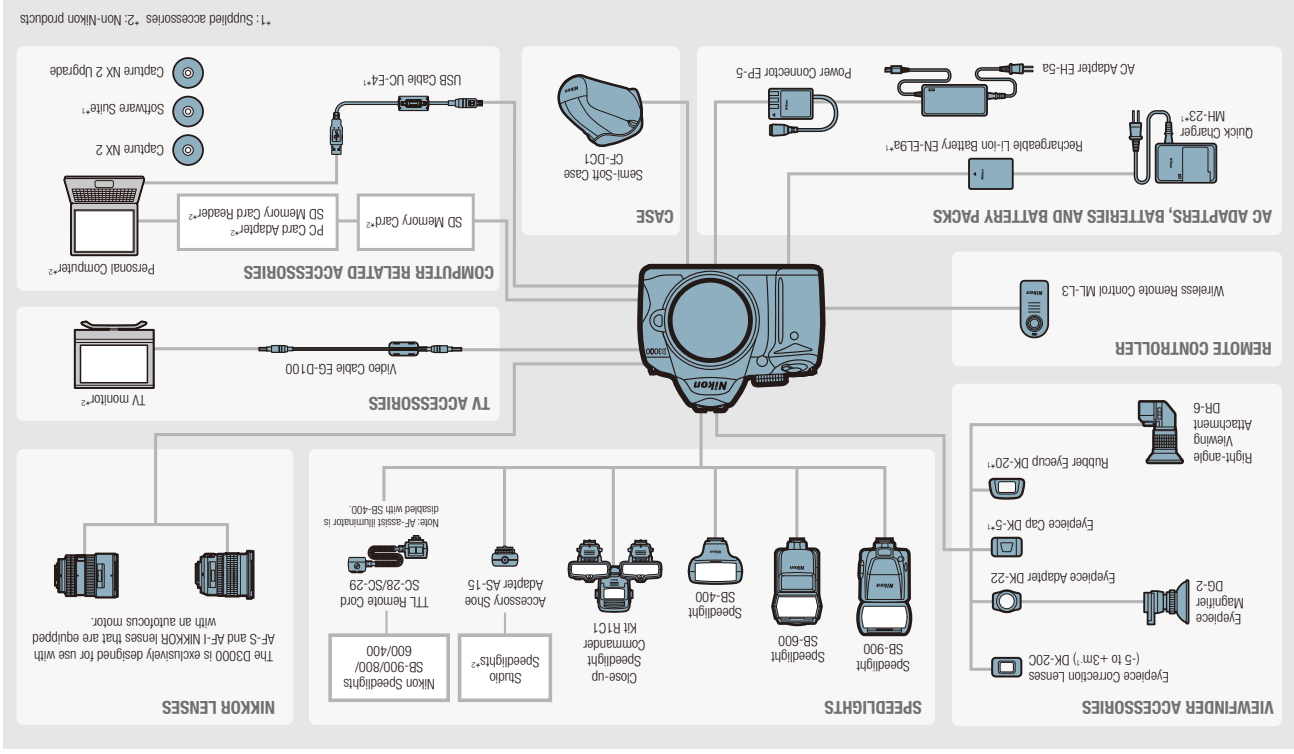 VIEWFINDER ACCESSORIES
Eyepiece Correction Lenses
(-5 to +3m⁻¹) DK-20C
Eyepiece
Magnifier
DG-2
Eyepiece Adapter DK-22
Eyepiece Cap DK-5*1
Rubber Eyecup DK-20*1
Right-angle
Viewing
Attachment
DR-6
SPEEDLIGHTS
Speedlight
SB-900
Speedlight
SB-600
Speedlight
SB-400
Close-up
Speedlight
Commander
Kit R1C1
Studio
Speedlights*2
Accessory Shoe
Adapter AS-15
Nikon Speedlights
SB-900/800/
600/400
TTL Remote Cord
SC-28/SC-29
Note: AF-assist illuminator is
disabled with SB-400.
NIKKOR LENSES
The D3000 is exclusively designed for use with
AF-S and AF-I NIKKOR lenses that are equipped
with an autofocus motor.
REMOTE CONTROLLER
Wireless Remote Control ML-L3
Nikon
Nikon
D3000
TV ACCESSORIES
TV monitor*2
Video Cable EG-D100
AC ADAPTERS, BATTERIES AND BATTERY PACKS
Quick Charger
MH-23*1
Rechargeable Li-ion Battery EN-EL9a*1
AC Adapter EH-5a
Power Connector EP-5
CASE
Semi-Soft Case
CF-DC1
Nikon
COMPUTER RELATED ACCESSORIES
SD Memory Card*2
PC Card Adapter*2
SD Memory Card Reader*2
Personal Computer*2
USB Cable UC-E4*1
Capture NX 2
Software Suite*1
Capture NX 2 Upgrade
*1: Supplied accessories *2: Non-Nikon products